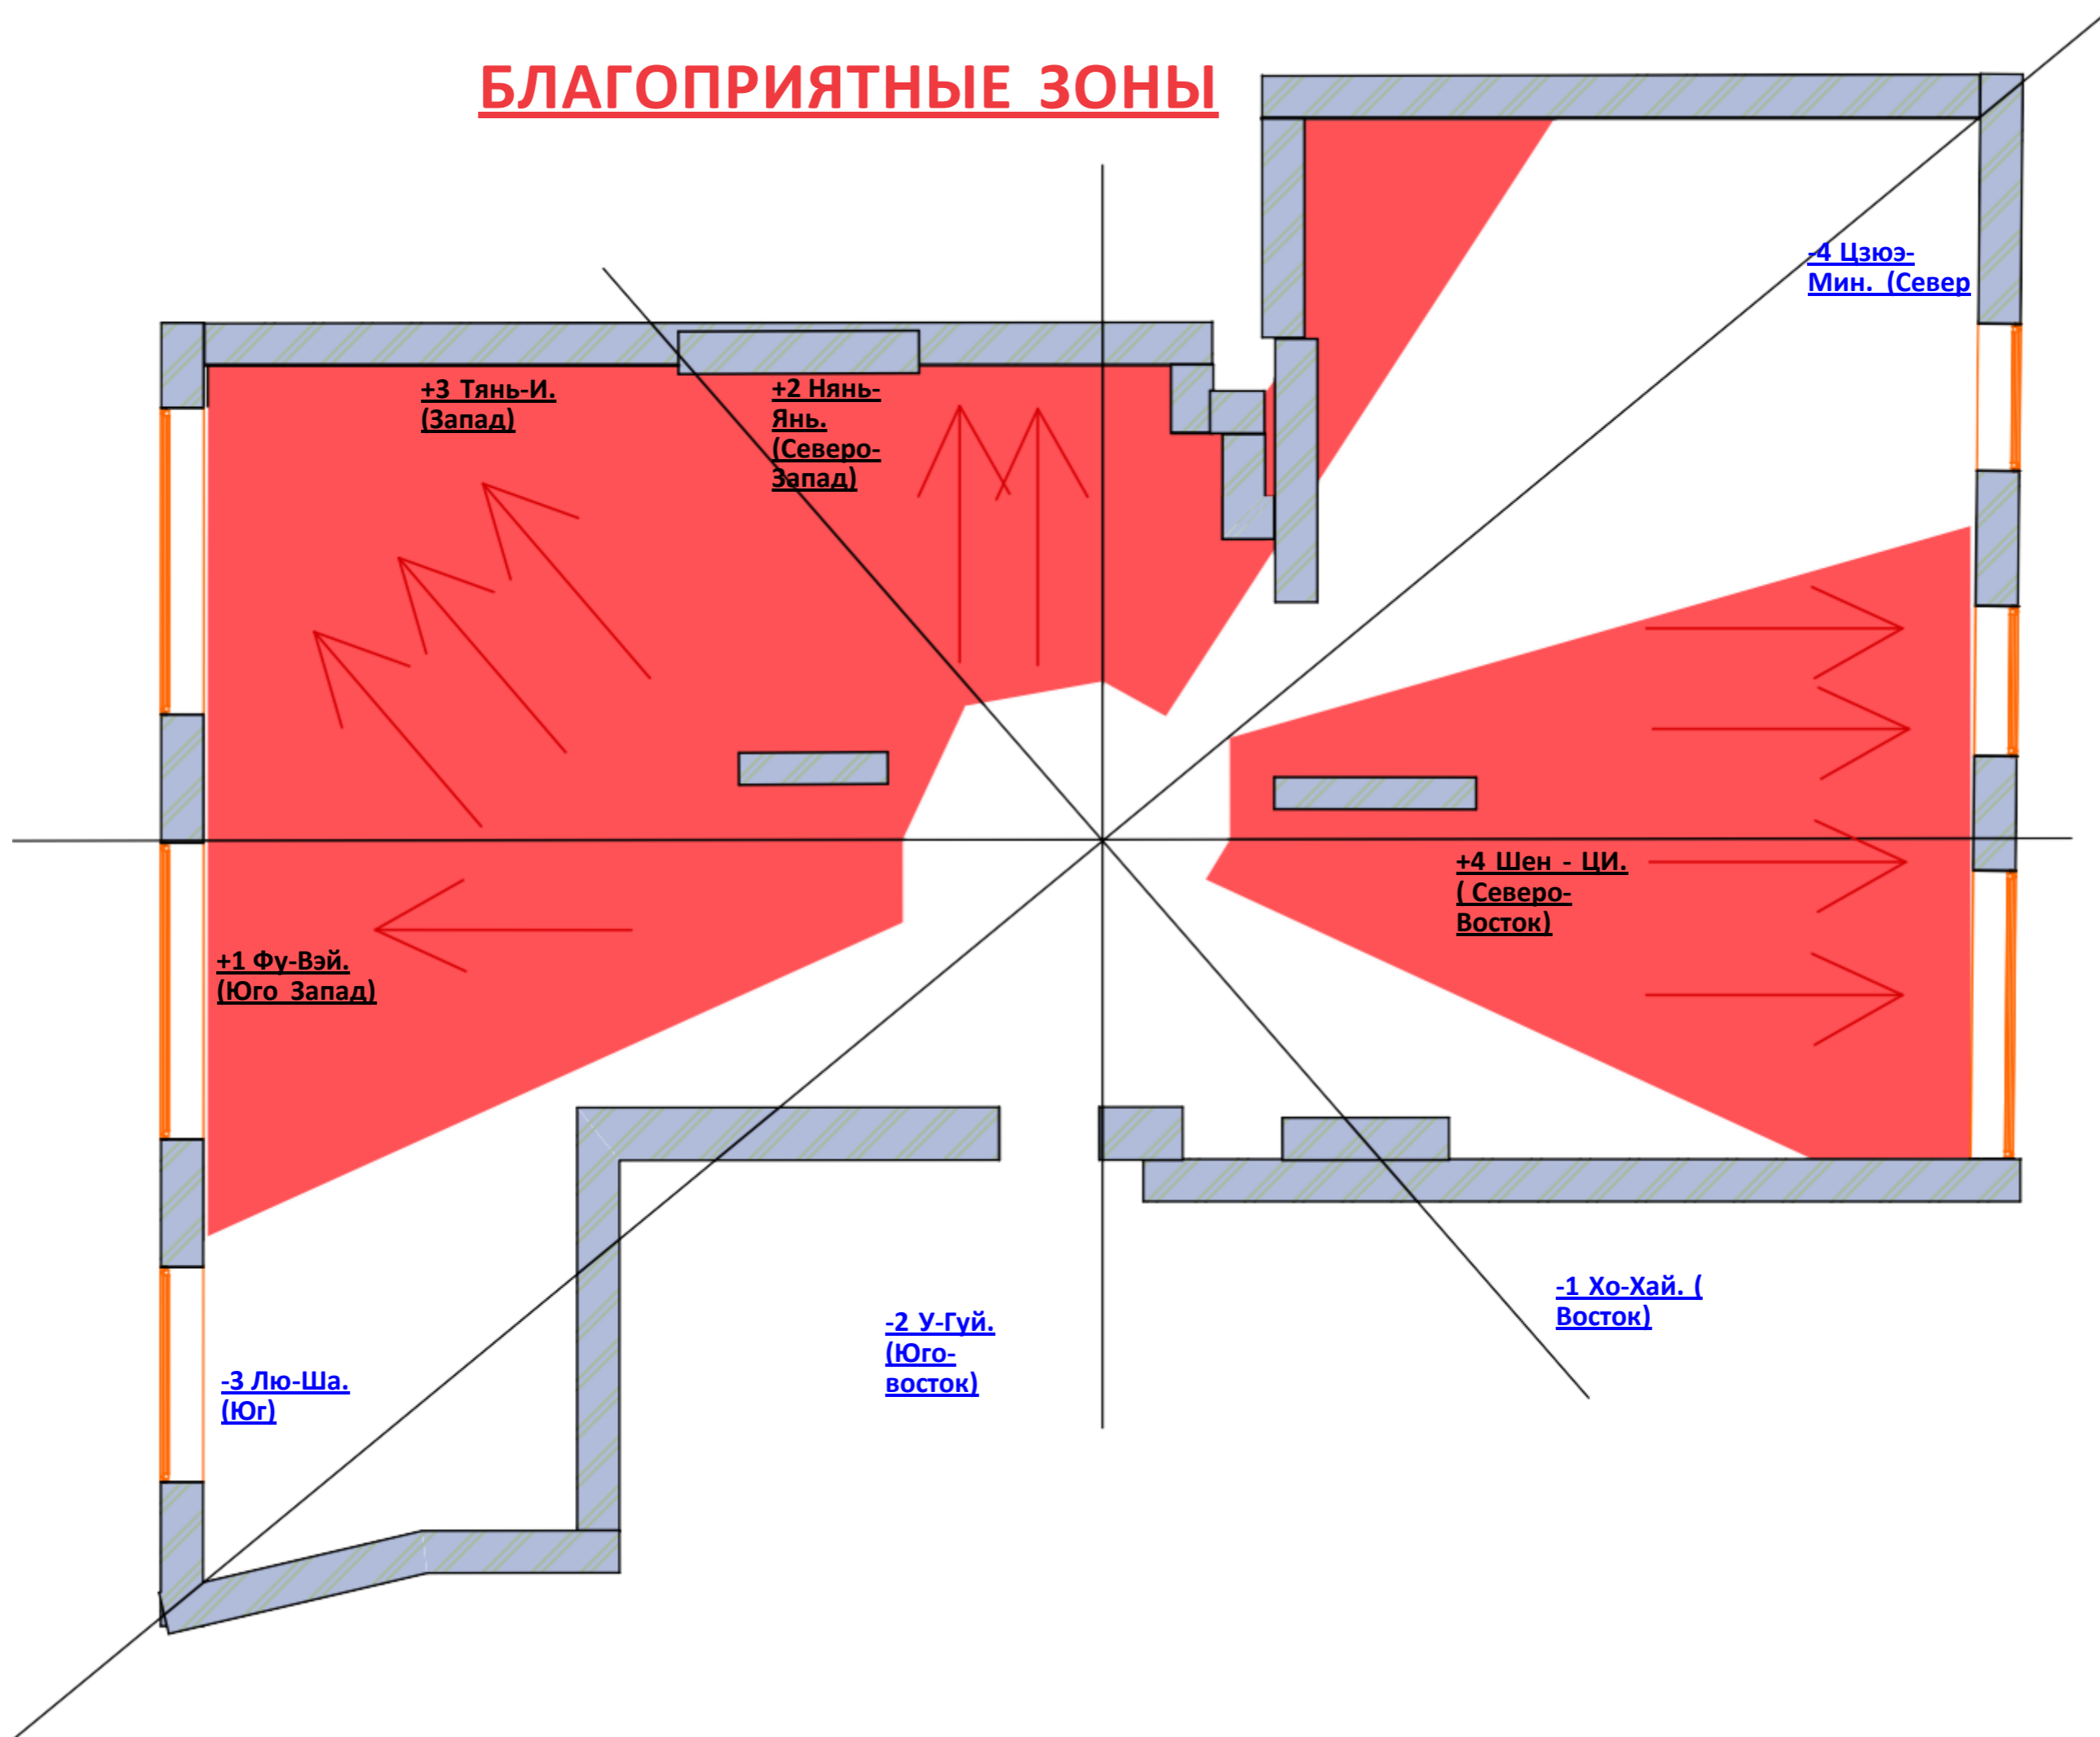 БЛАГОПРИЯТНЫЕ ЗОНЫ
-4 Цзюэ-
Мин. (Север
+3 Тянь-И.
(Запад)
+2 Нянь-
Янь.
(Северо-
Запад)
+4 Шен - ЦИ.
( Северо-
Восток)
+1 Фу-Вэй.
(Юго Запад)
-1 Хо-Хай. (
Восток)
-2 У-Гуй.
(Юго-
восток)
-3 Лю-Ша.
(Юг)